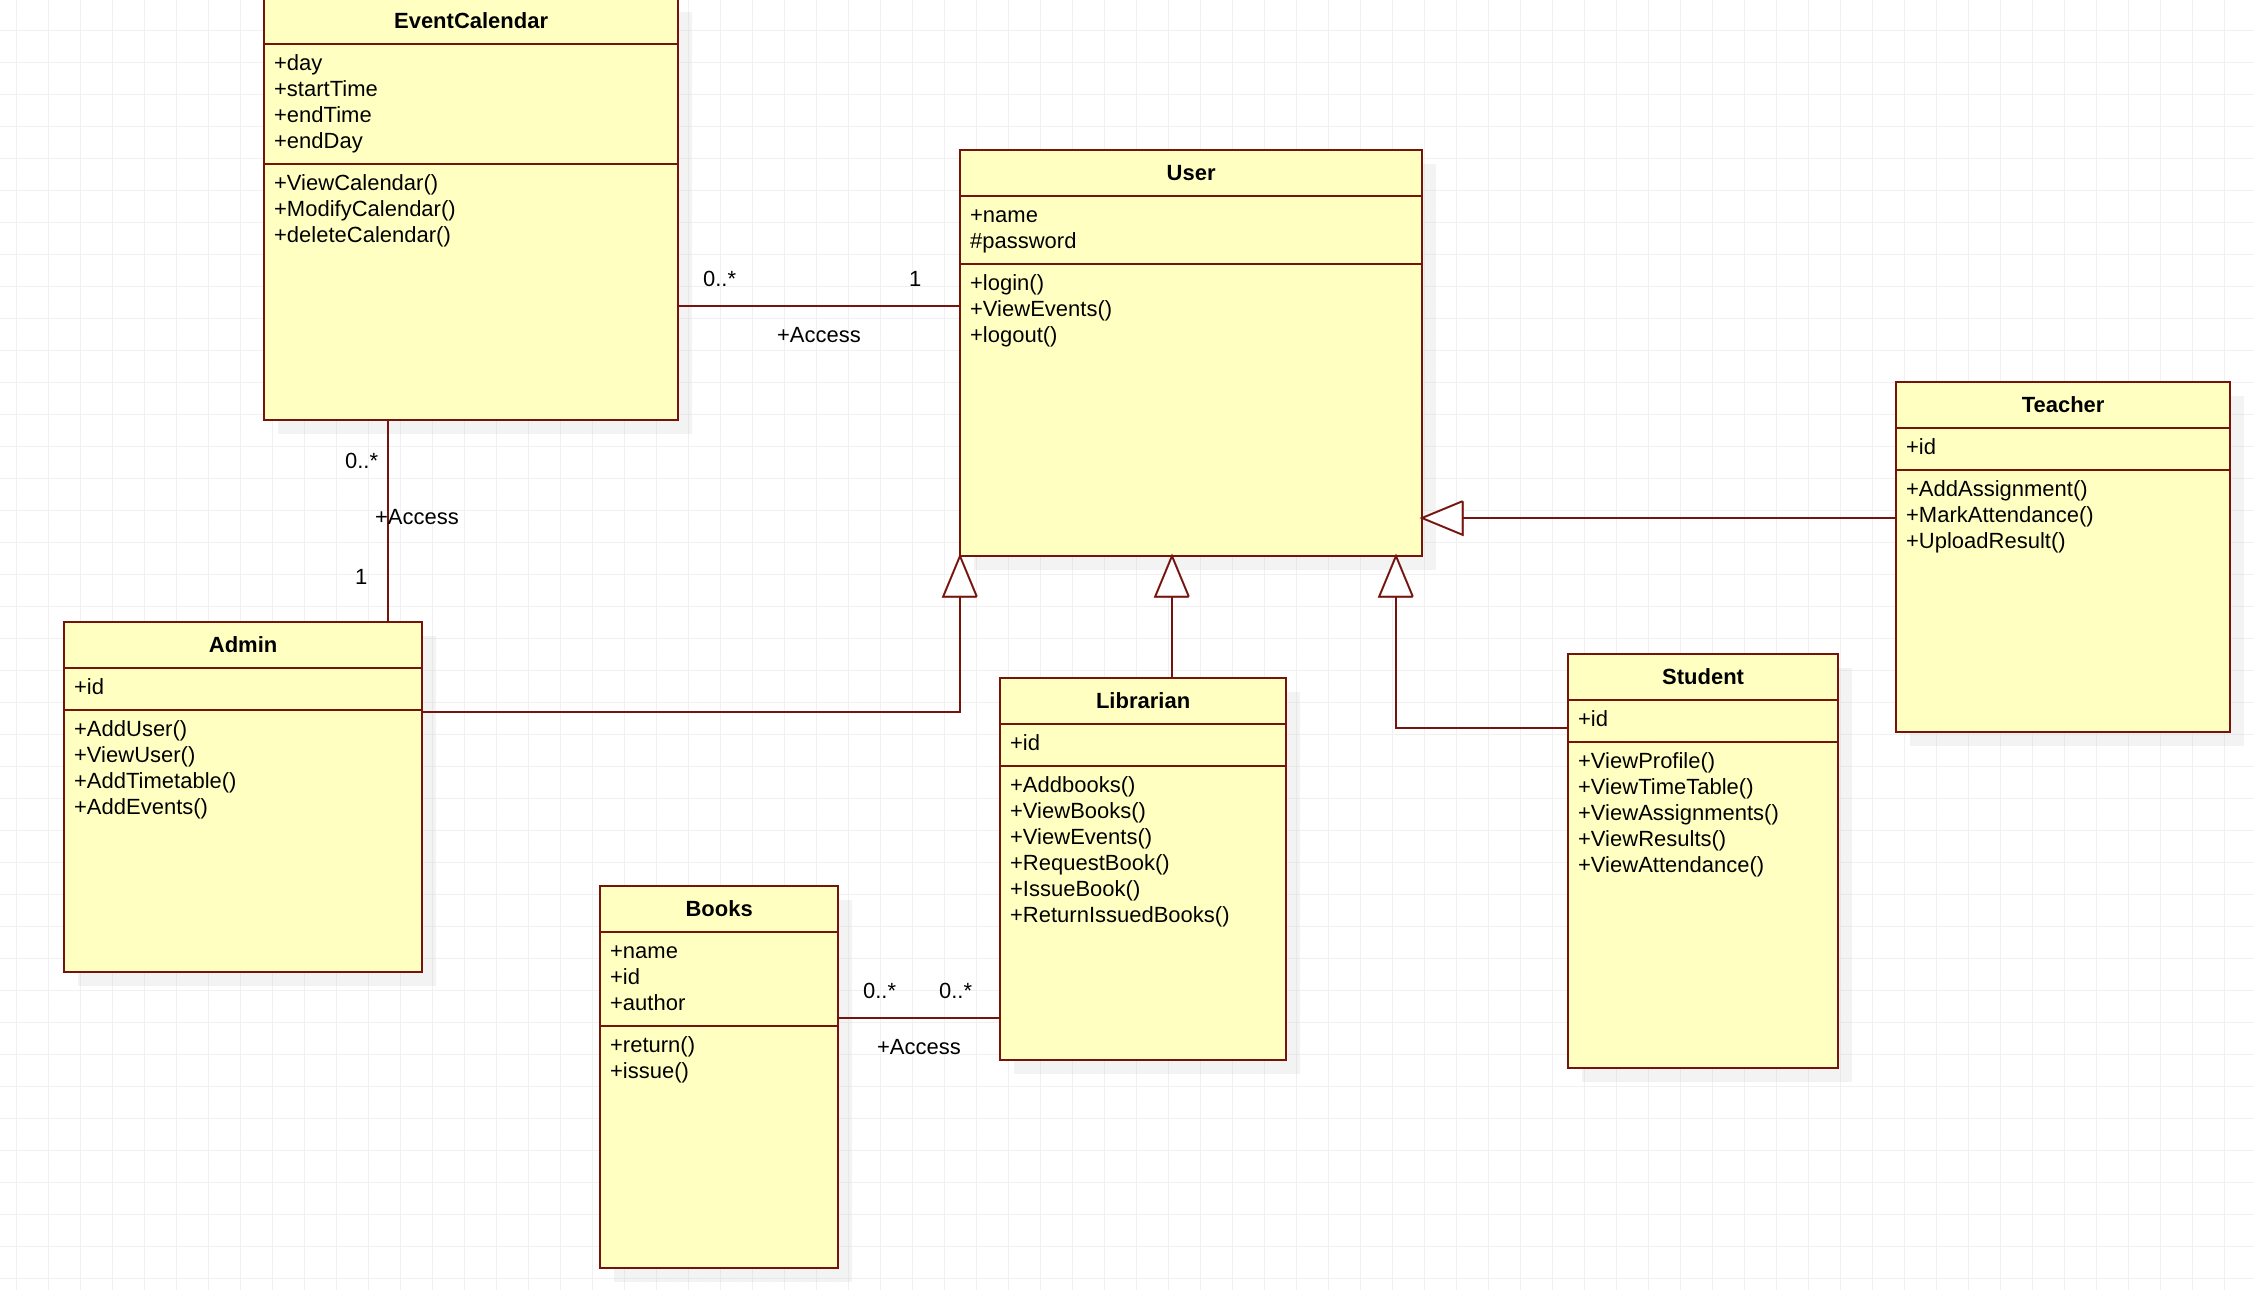 EventCalendar
+day
+startTime
+endTime
+endDay
+ViewCalendar()
+ModifyCalendar()
+deleteCalendar()
0..*
1
+Access
User
+name
#password
+login()
+ViewEvents()
+logout()
Teacher
+id
+AddAssignment()
+MarkAttendance()
+UploadResult()
0..*
+Access
1
Admin
+id
+AddUser()
+ViewUser()
+AddTimetable()
+AddEvents()
Librarian
+id
+Addbooks()
+ViewBooks()
+ViewEvents()
+RequestBook()
+IssueBook()
+ReturnIssuedBooks()
Student
+id
+ViewProfile()
+ViewTimeTable()
+ViewAssignments()
+ViewResults()
+ViewAttendance()
Books
+name
+id
+author
+return()
+issue()
0..*
0..*
+Access